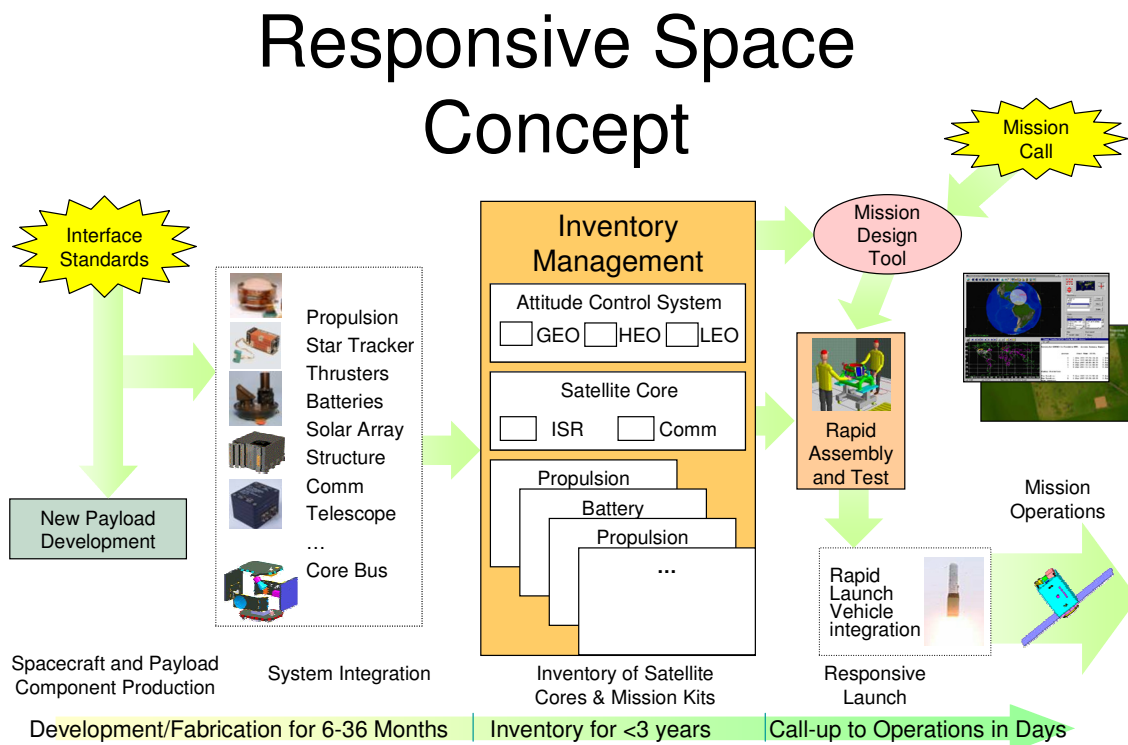 Responsive Space
Concept
Mission
Call
Interface
Standards
Inventory
Management
Mission
Design
Tool
Attitude Control System
GEO
HEO
LEO
Propulsion
Star Tracker
Thrusters
Batteries
Solar Array
Structure
Comm
Telescope
...
Core Bus
Satellite Core
ISR
Comm
Rapid
Assembly
and Test
Propulsion
Battery
Propulsion
...
New Payload
Development
Mission
Operations
Rapid
Launch
Vehicle
integration
Spacecraft and Payload
Component Production
System Integration
Inventory of Satellite
Cores & Mission Kits
Responsive
Launch
Development/Fabrication for 6-36 Months
Inventory for <3 years
Call-up to Operations in Days